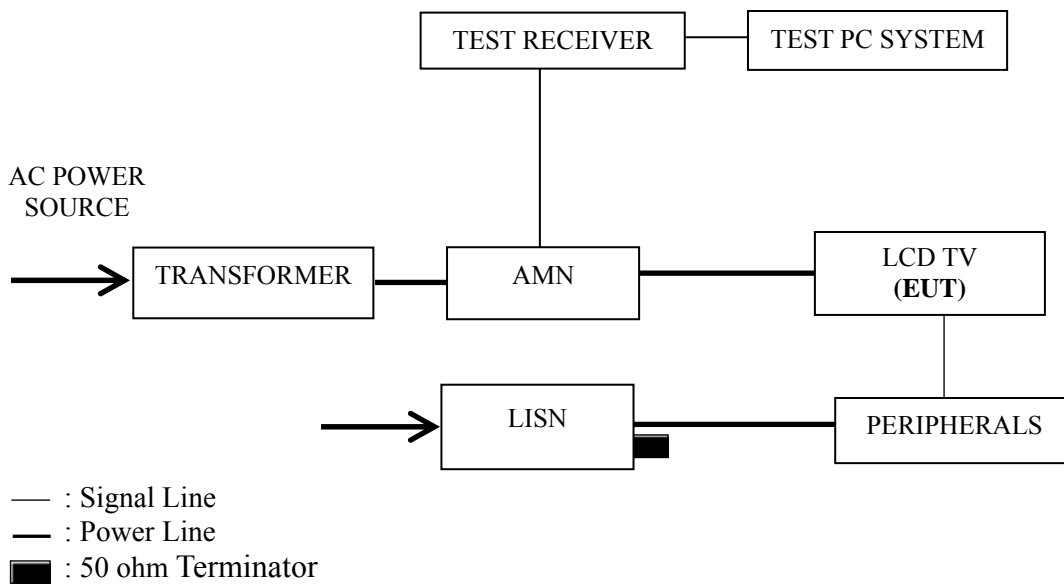 TEST RECEIVER
TEST PC SYSTEM
AC POWER
SOURCE
TRANSFORMER
AMN
LCD TV
(EUT)
LISN
PERIPHERALS
: Signal Line
: Power Line
: 50 ohm Terminator